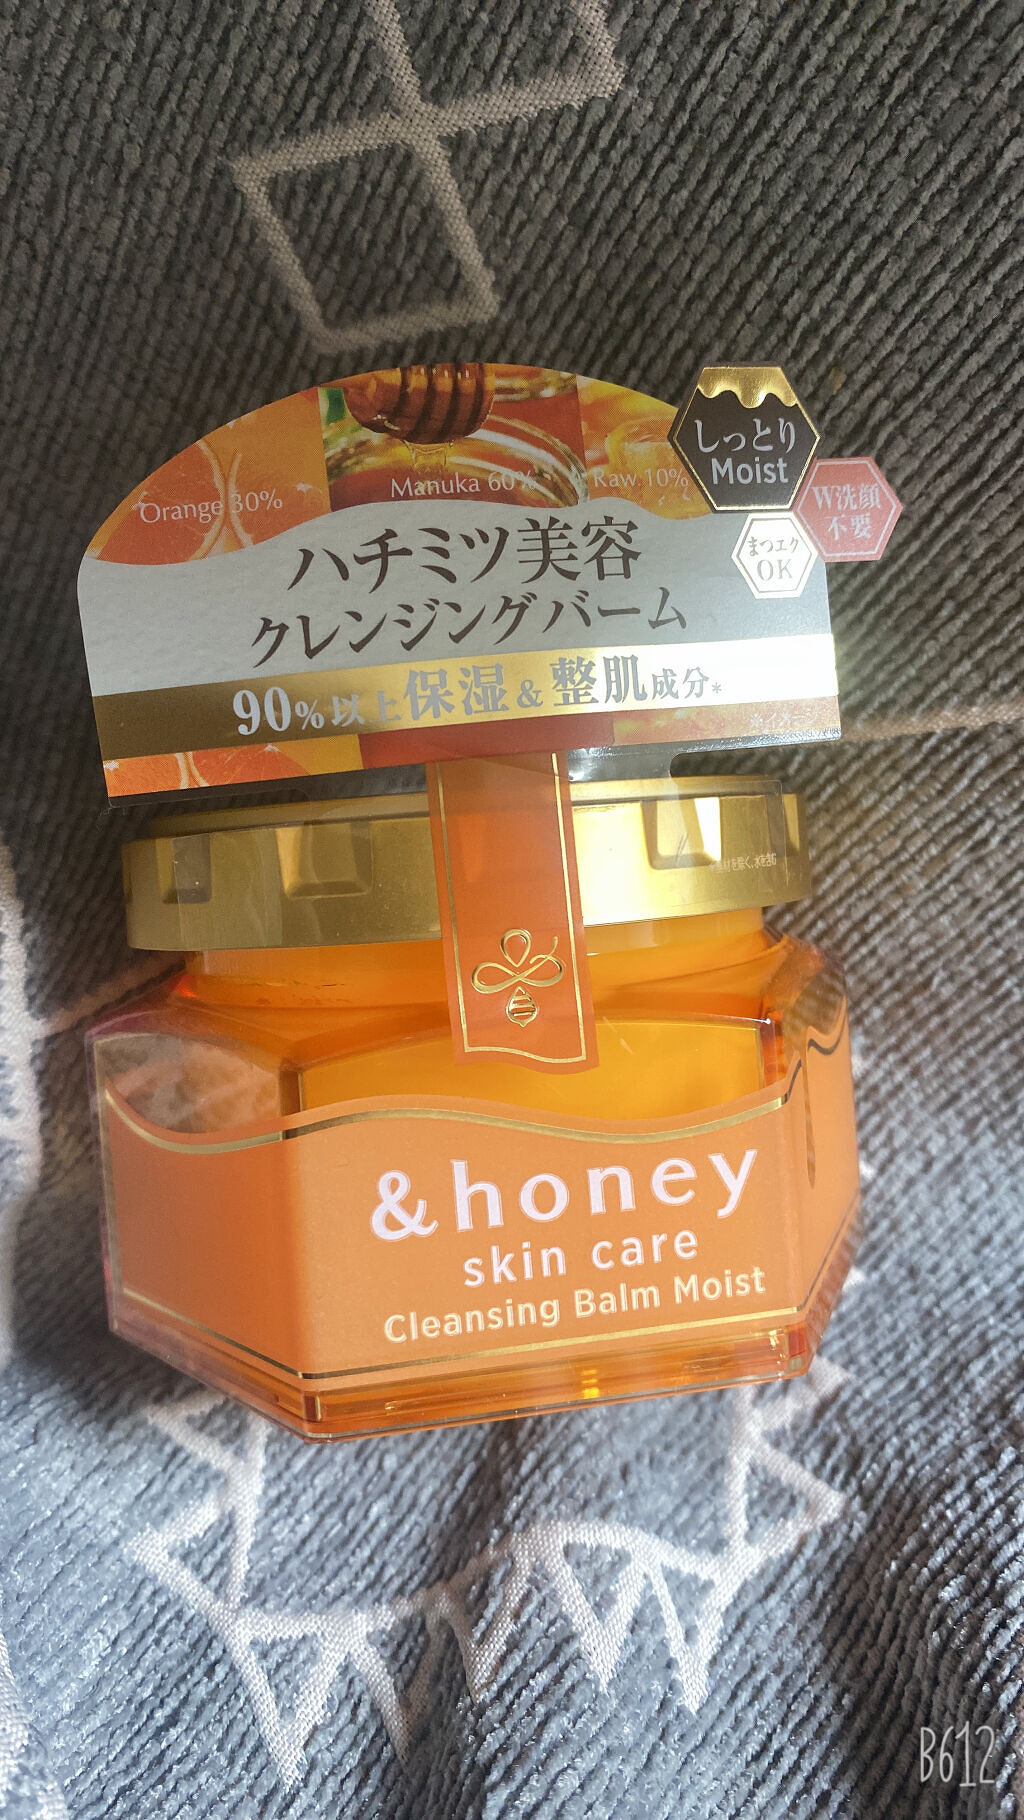 Orange 30%
Manuka 60%
Raw 10%
しっとり
Moist
W洗顔
不要
まつエク
OK
ハチミツ美容
クレンジングバーム
90%以上保湿&整肌成分*
&honey
skin care
Cleansing Balm Moist
B612